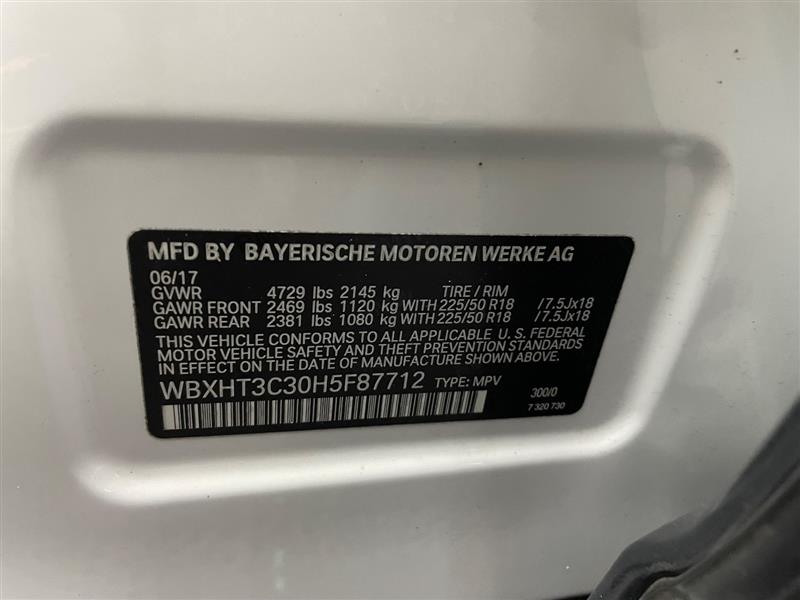 MFD BY BAYERISCHE MOTOREN WERKE AG
06/17
GVWR 4729 lbs 2145 kg TIRE / RIM
GAWR FRONT 2469 lbs 1120 kg WITH 225/50 R18 /7.5Jx18
GAWR REAR 2381 lbs 1080 kg WITH 225/50 R18 /7.5Jx18
THIS VEHICLE CONFORMS TO ALL APPLICABLE U.S. FEDERAL
MOTOR VEHICLE SAFETY AND THEFT PREVENTION STANDARDS
IN EFFECT ON THE DATE OF MANUFACTURE SHOWN ABOVE.
WBXHT3C30H5F87712 TYPE: MPV 300/0
7 320 730